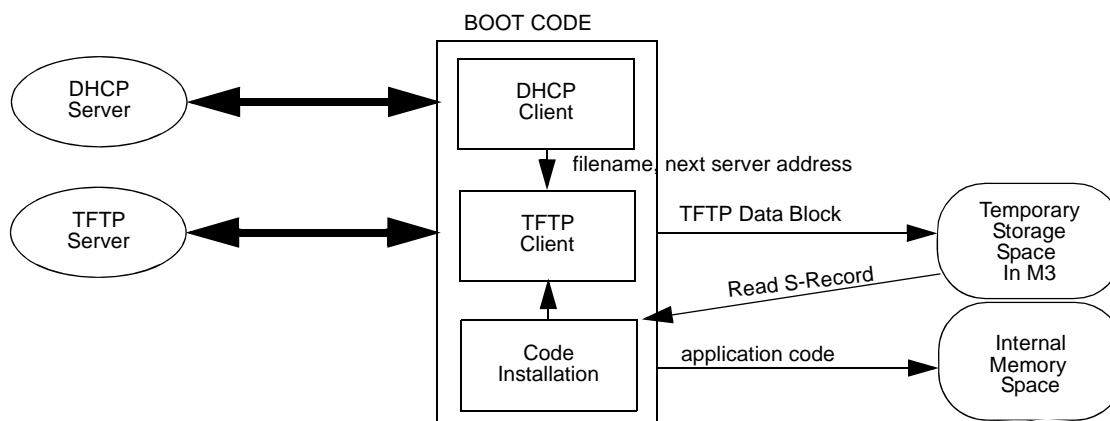 BOOT CODE
DHCP
Server
DHCP
Client
filename, next server address
TFTP
Server
TFTP
Client
TFTP Data Block
Temporary
Storage
Space
In M3
Read S-Record
Code
Installation
application code
Internal
Memory
Space